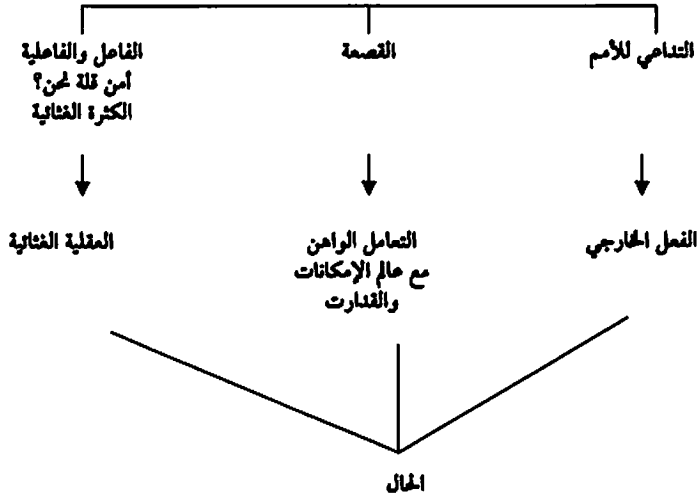 التداعي للأمم
القصعة
الفاعل والفاعلية
أمن قلة نحن؟
الكثرة الغثائية
الفعل الخارجي
التعامل الواهن
مع عالم الإمكانات
والقدارت
العقلية الغثائية
الحال